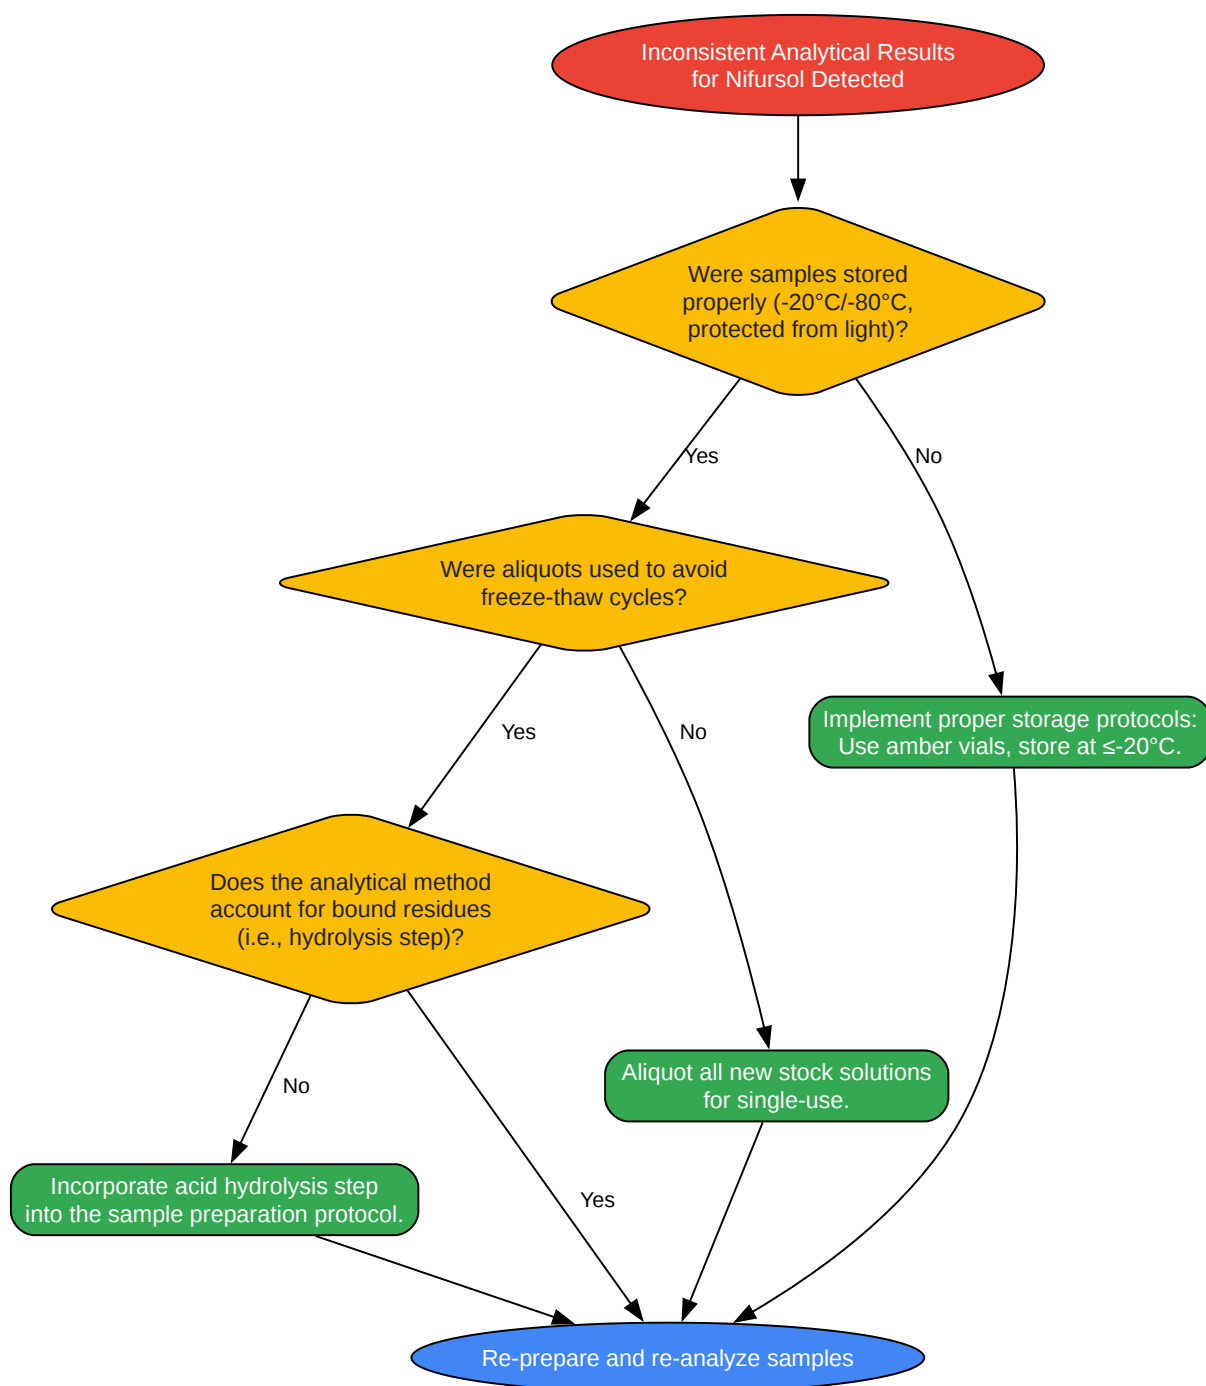 Inconsistent Analytical Results
for Nifursol Detected
Were samples stored
properly (-20°C/-80°C,
protected from light)?
Yes
No
Were aliquots used to avoid
freeze-thaw cycles?
Yes
No
Implement proper storage protocols:
Use amber vials, store at ≤-20°C.
Does the analytical method
account for bound residues
(i.e., hydrolysis step)?
No
Yes
Aliquot all new stock solutions
for single-use.
Incorporate acid hydrolysis step
into the sample preparation protocol.
Re-prepare and re-analyze samples